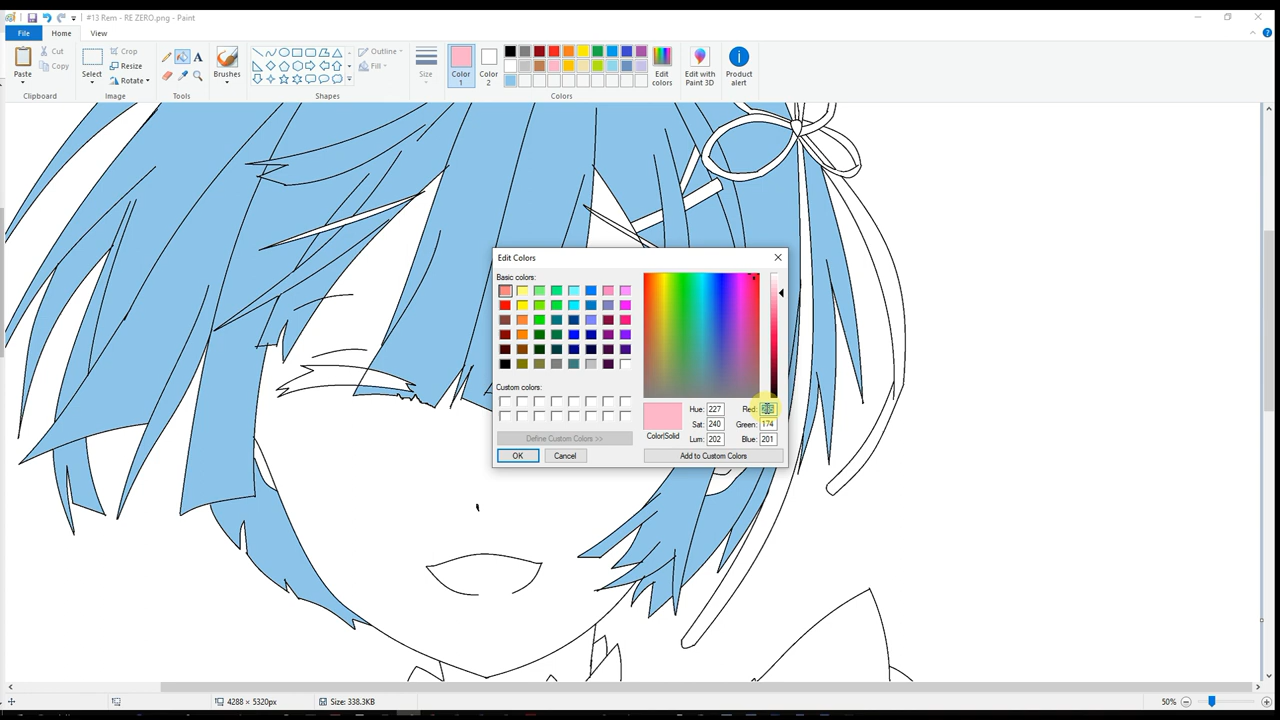 #13 Rem - RE ZERO.png - Paint
File Home View
Paste
Cut
Copy
Clipboard
Select
Crop
Resize
Rotate
Image
Tools
Brushes
Shapes
Outline
Fill
Size
Color 1
Color 2
Colors
Edit colors
Edit with Paint 3D
Product alert
Edit Colors
Basic colors:
Custom colors:
Define Custom Colors >>
OK Cancel
Color|Solid
Hue: 227 Red:
Sat: 240 Green: 174
Lum: 202 Blue: 201
Add to Custom Colors
4288 × 5320px Size: 338.3KB 50%